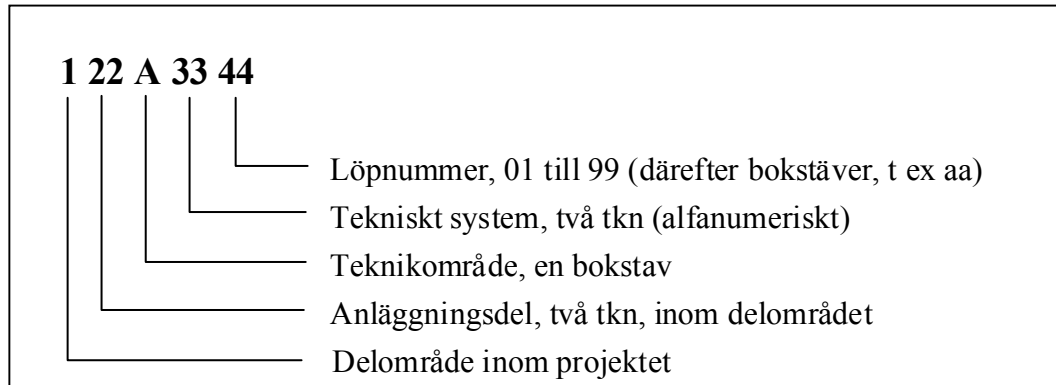 1 22 A 33 44
Löpnummer, 01 till 99 (därefter bokstäver, t ex aa)
Tekniskt system, två tkn (alfanumeriskt)
Teknikområde, en bokstav
Anläggningsdel, två tkn, inom delområdet
Delområde inom projektet